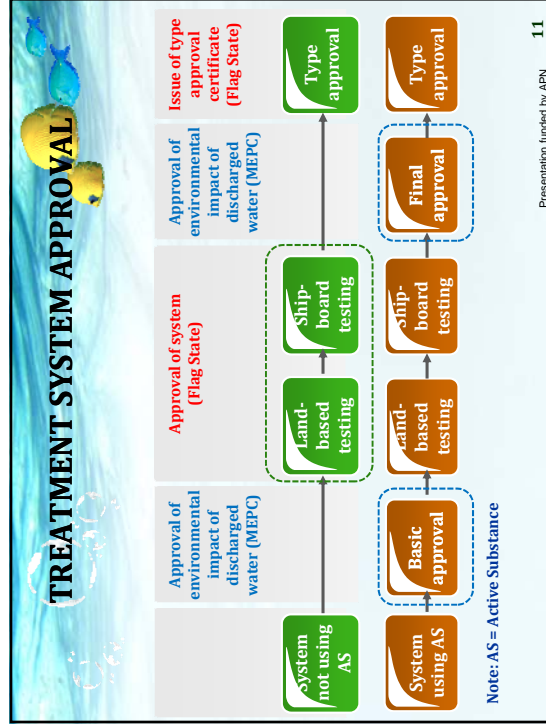 TREATMENT SYSTEM APPROVAL
Approval of
environmental
impact of
discharged
water (MEPC)
Approval of system
(Flag State)
Approval of
environmental
impact of
discharged
water (MEPC)
Issue of type
approval
certificate
(Flag State)
System
not using
AS
Land-
based
testing
Ship-
board
testing
Type
approval
System
using AS
Basic
approval
Land-
based
testing
Ship-
board
testing
Final
approval
Type
approval
Note: AS = Active Substance
Presentation funded by APN
11